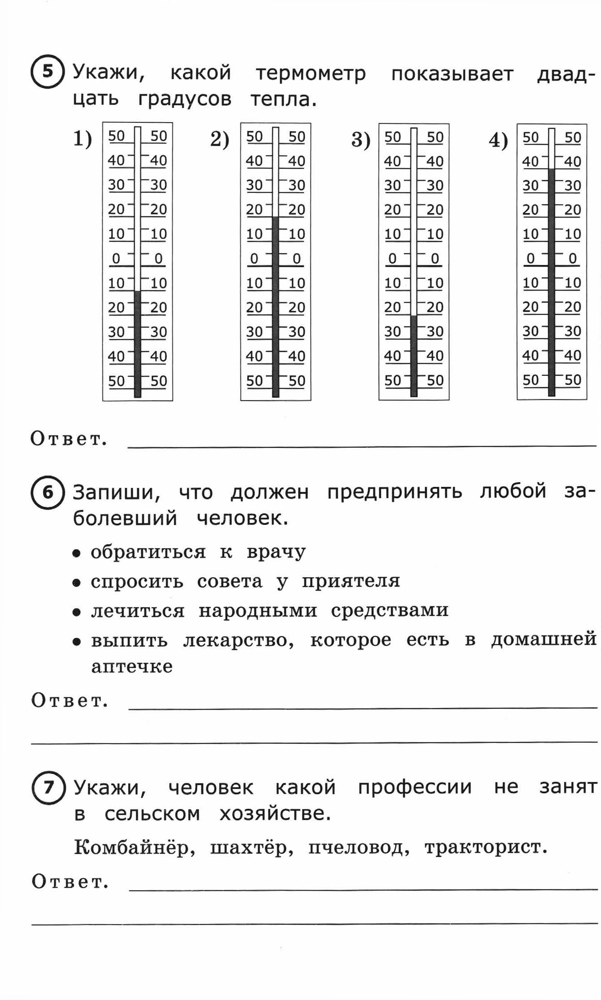 5 Укажи, какой термометр показывает двад-
цать градусов тепла.
1) 2) 3) 4)
50 50 50 50 50 50 50 50
40 40 40 40 40 40 40 40
30 30 30 30 30 30 30 30
20 20 20 20 20 20 20 20
10 10 10 10 10 10 10 10
0 0 0 0 0 0 0 0
10 10 10 10 10 10 10 10
20 20 20 20 20 20 20 20
30 30 30 30 30 30 30 30
40 40 40 40 40 40 40 40
50 50 50 50 50 50 50 50
Ответ.
6 Запиши, что должен предпринять любой за-
болевший человек.
• обратиться к врачу
• спросить совета у приятеля
• лечиться народными средствами
• выпить лекарство, которое есть в домашней
аптечке
Ответ.
7 Укажи, человек какой профессии не занят
в сельском хозяйстве.
Комбайнёр, шахтёр, пчеловод, тракторист.
Ответ.